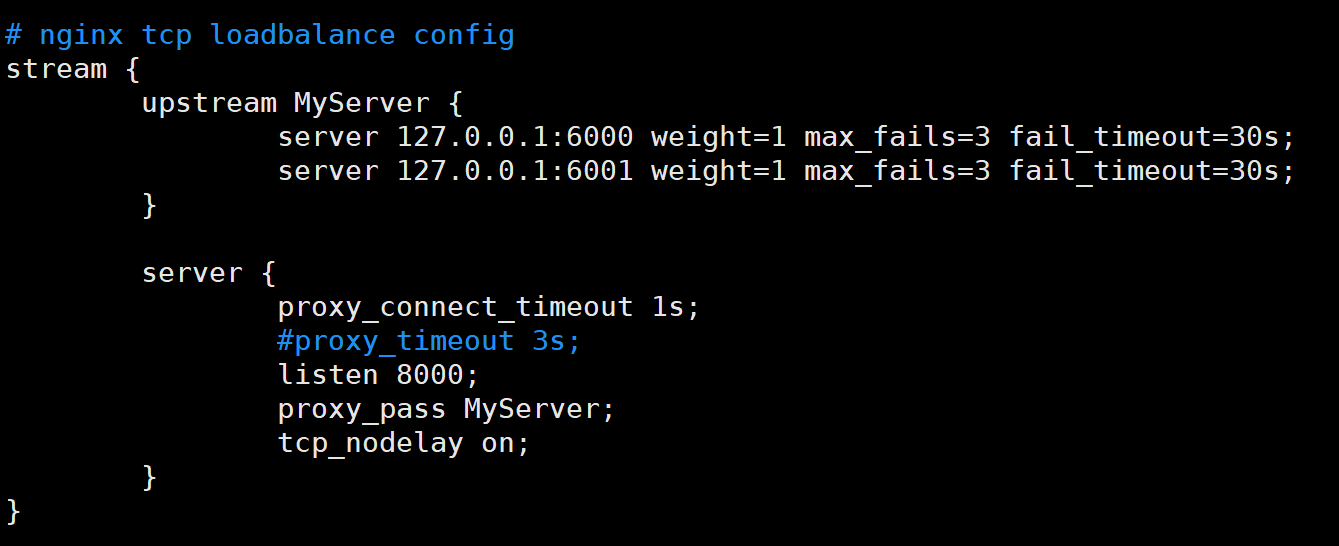 # nginx tcp loadbalance config
stream {
        upstream MyServer {
                server 127.0.0.1:6000 weight=1 max_fails=3 fail_timeout=30s;
                server 127.0.0.1:6001 weight=1 max_fails=3 fail_timeout=30s;
        }

        server {
                proxy_connect_timeout 1s;
                #proxy_timeout 3s;
                listen 8000;
                proxy_pass MyServer;
                tcp_nodelay on;
        }
}